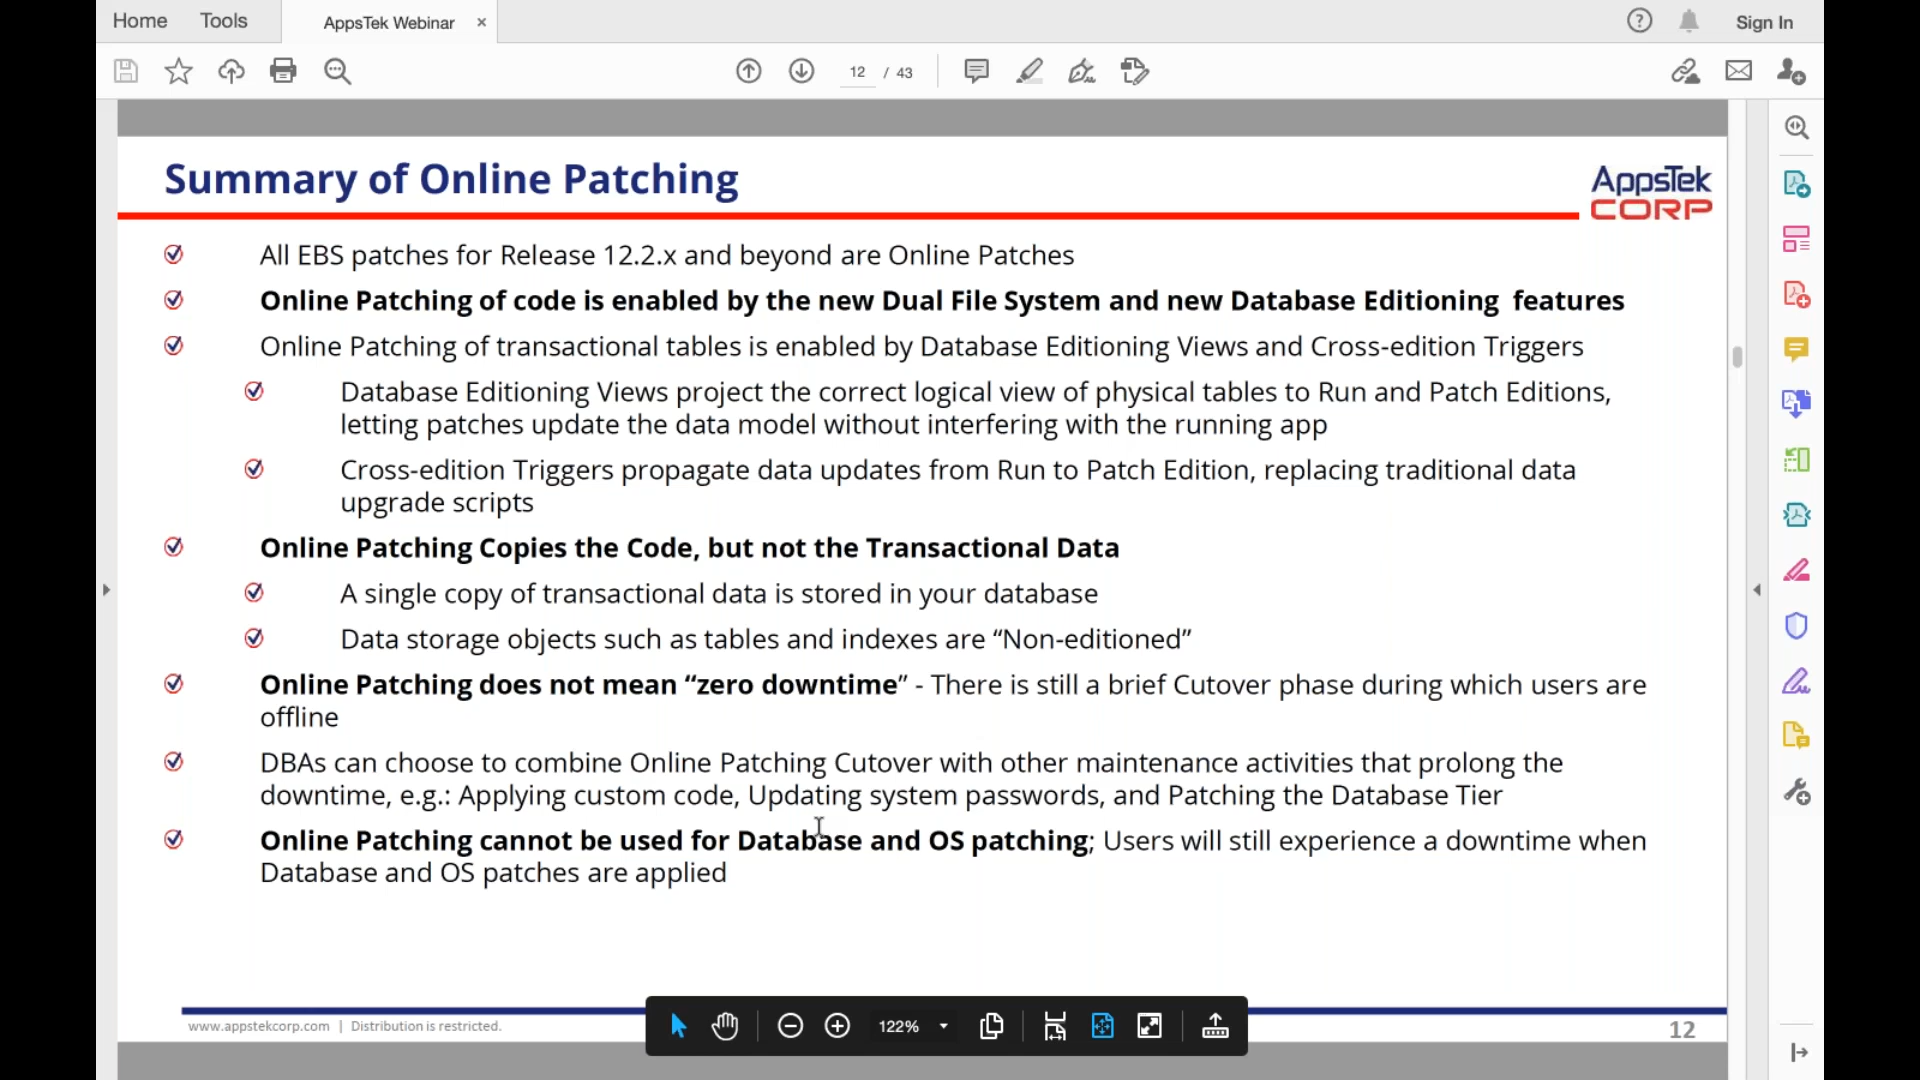 Home Tools AppsTek Webinar × Sign In
12 / 43
Summary of Online Patching
AppsTek
CORP
All EBS patches for Release 12.2.x and beyond are Online Patches
Online Patching of code is enabled by the new Dual File System and new Database Editioning features
Online Patching of transactional tables is enabled by Database Editioning Views and Cross-edition Triggers
Database Editioning Views project the correct logical view of physical tables to Run and Patch Editions,
letting patches update the data model without interfering with the running app
Cross-edition Triggers propagate data updates from Run to Patch Edition, replacing traditional data
upgrade scripts
Online Patching Copies the Code, but not the Transactional Data
A single copy of transactional data is stored in your database
Data storage objects such as tables and indexes are “Non-editioned”
Online Patching does not mean “zero downtime” - There is still a brief Cutover phase during which users are
offline
DBAs can choose to combine Online Patching Cutover with other maintenance activities that prolong the
downtime, e.g.: Applying custom code, Updating system passwords, and Patching the Database Tier
Online Patching cannot be used for Database and OS patching; Users will still experience a downtime when
Database and OS patches are applied
www.appstekcorp.com | Distribution is restricted.
122%
12